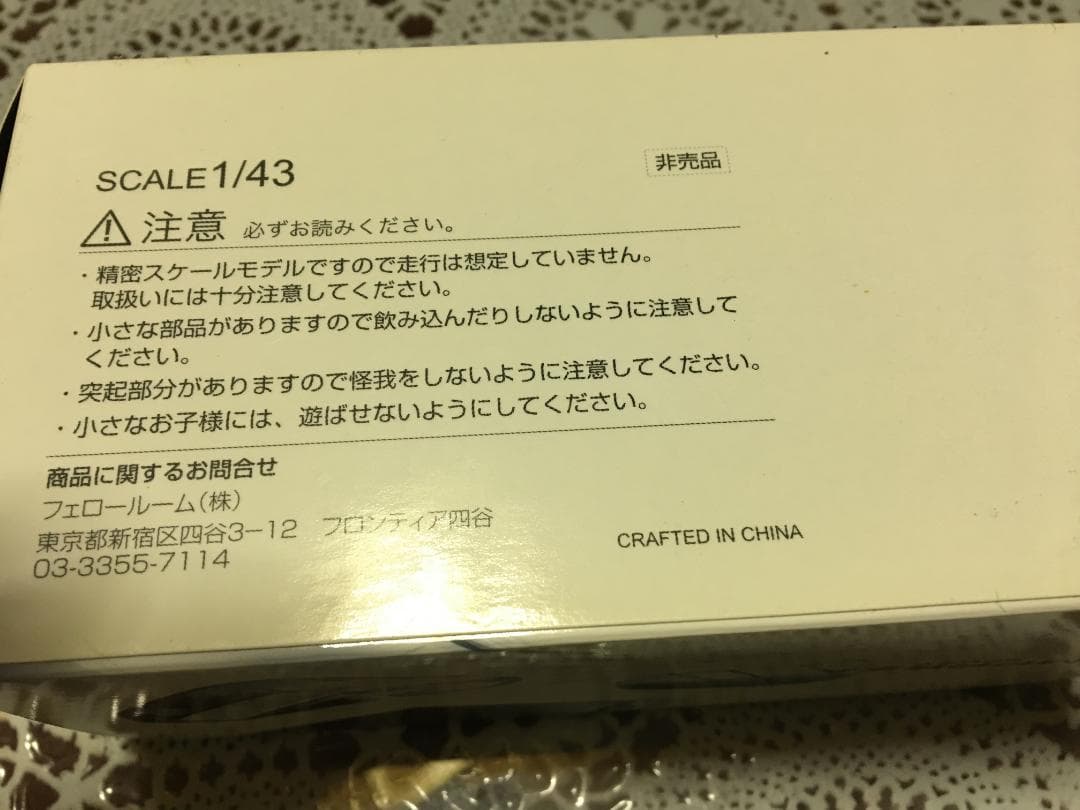 SCALE1/43
非売品
⚠注意 必ずお読みください。
・精密スケールモデルですので走行は想定していません。
取扱いには十分注意してください。
・小さな部品がありますので飲み込んだりしないように注意して
ください。
・突起部分がありますので怪我をしないように注意してください。
・小さなお子様には、遊ばせないようにしてください。
商品に関するお問合せ
フェロールーム(株)
東京都新宿区四谷3-12 フロンティア四谷
03-3355-7114
CRAFTED IN CHINA